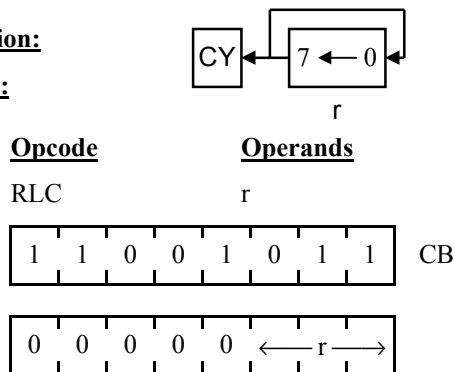 ion:
CY 7 ← 0
:
r
Opcode Operands
RLC r
1 1 0 0 1 0 1 1 CB
0 0 0 0 0 ← r →